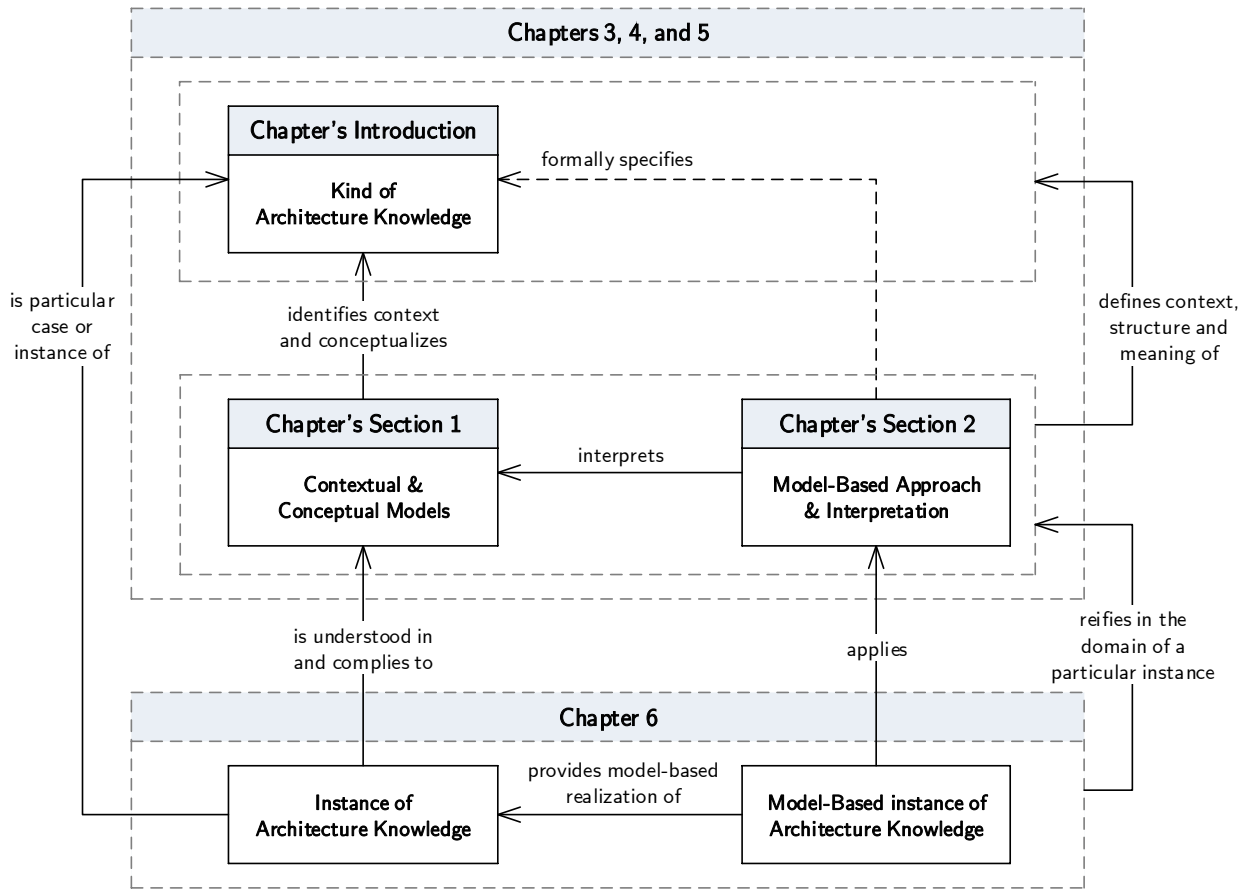 Chapters 3, 4, and 5
Chapter's Introduction
Kind of
Architecture Knowledge
formally specifies
is particular
case or
instance of
identifies context
and conceptualizes
defines context,
structure and
meaning of
Chapter's Section 1
Contextual &
Conceptual Models
interprets
Chapter's Section 2
Model-Based Approach
& Interpretation
is understood in
and complies to
applies
reifies in the
domain of a
particular instance
Chapter 6
Instance of
Architecture Knowledge
provides model-based
realization of
Model-Based instance of
Architecture Knowledge